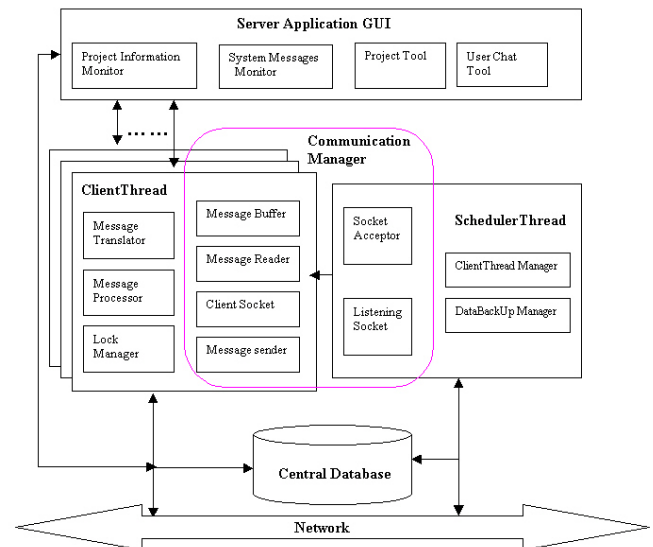 Server Application GUI
Project Information
Monitor
System Messages
Monitor
Project Tool
User Chat
Tool
Communication
Manager
ClientThread
Message
Translator
Message
Processor
Lock
Manager
Message Buffer
Message Reader
Client Socket
Message sender
Socket
Acceptor
Listening
Socket
SchedulerThread
ClientThread Manager
DataBackUp Manager
Central Database
Network